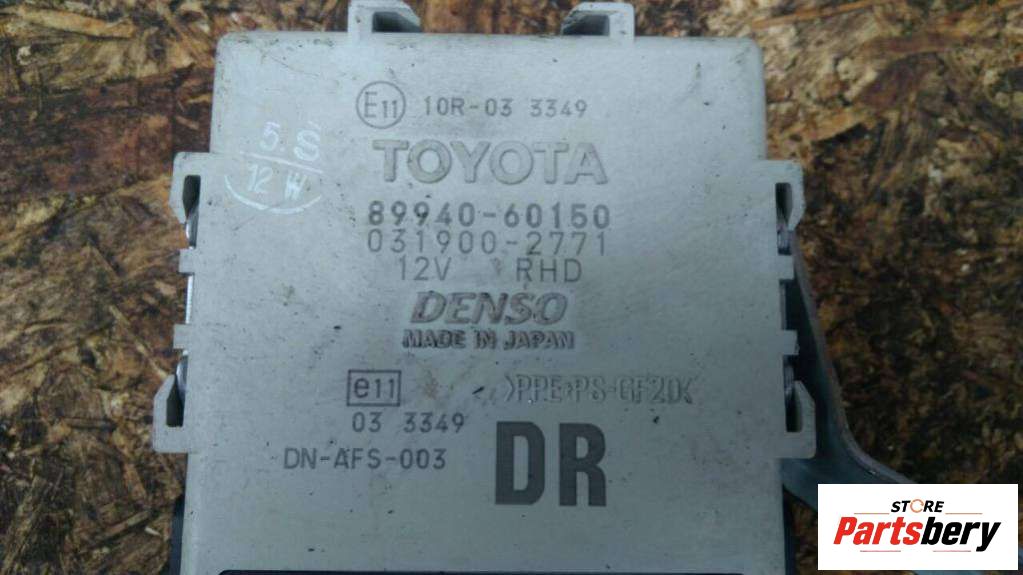 E11 10R-03 3349
TOYOTA
5 S
12 W
89940-60150
031900-2771
12V RHD
DENSO
MADE IN JAPAN
e11 >PPE+PS-GF20<
03 3349
DN-AFS-003
DR
STORE
Partsbery